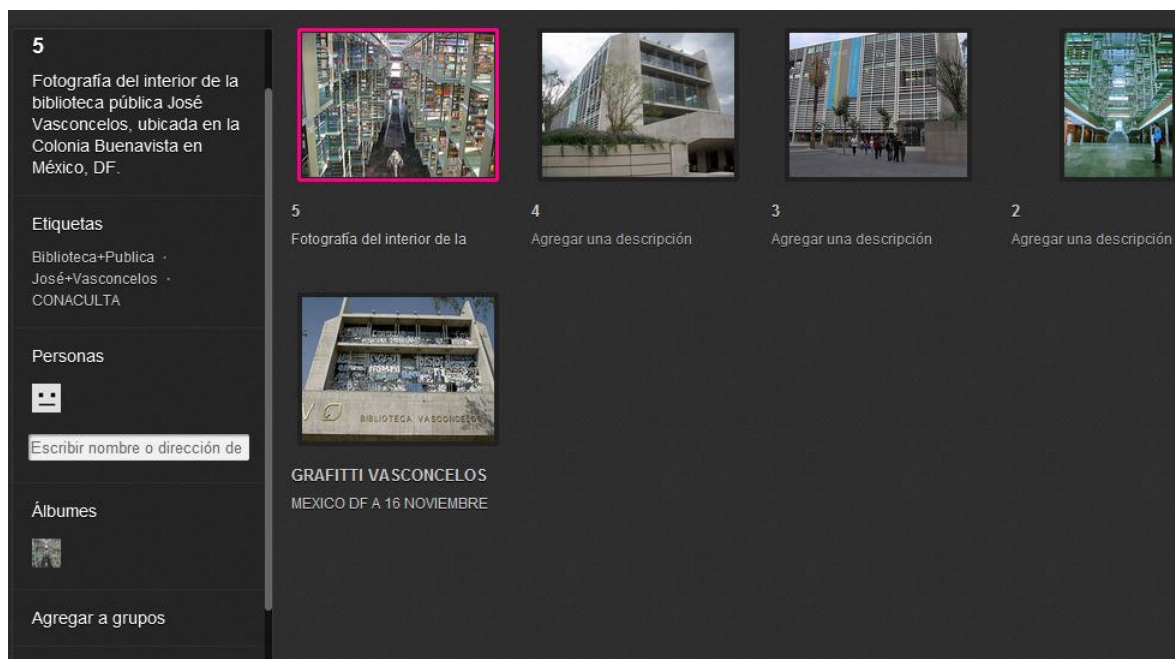 5
Fotografía del interior de la
biblioteca pública José
Vasconcelos, ubicada en la
Colonia Buenavista en
México, DF.
Etiquetas
Biblioteca+Publica
José+Vasconcelos
CONACULTA
Personas
Escribir nombre o dirección de
Álbumes
Agregar a grupos
5
Fotografía del interior de la
4
Agregar una descripción
3
Agregar una descripción
2
Agregar una descripción
BIBLIOTECA VASCONCELOS
GRAFITTI VASCONCELOS
MEXICO DF A 16 NOVIEMBRE